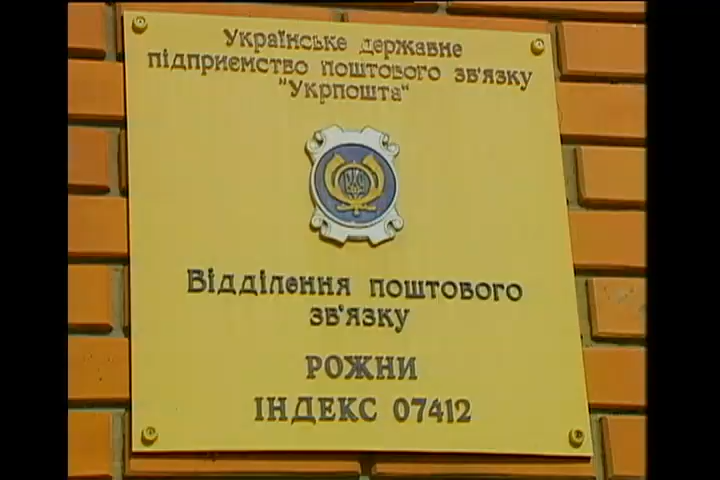 Українське державне
підприємство поштового зв'язку
"Укрпошта"
Відділення поштового
зв'язку
РОЖНИ
ІНДЕКС 07412